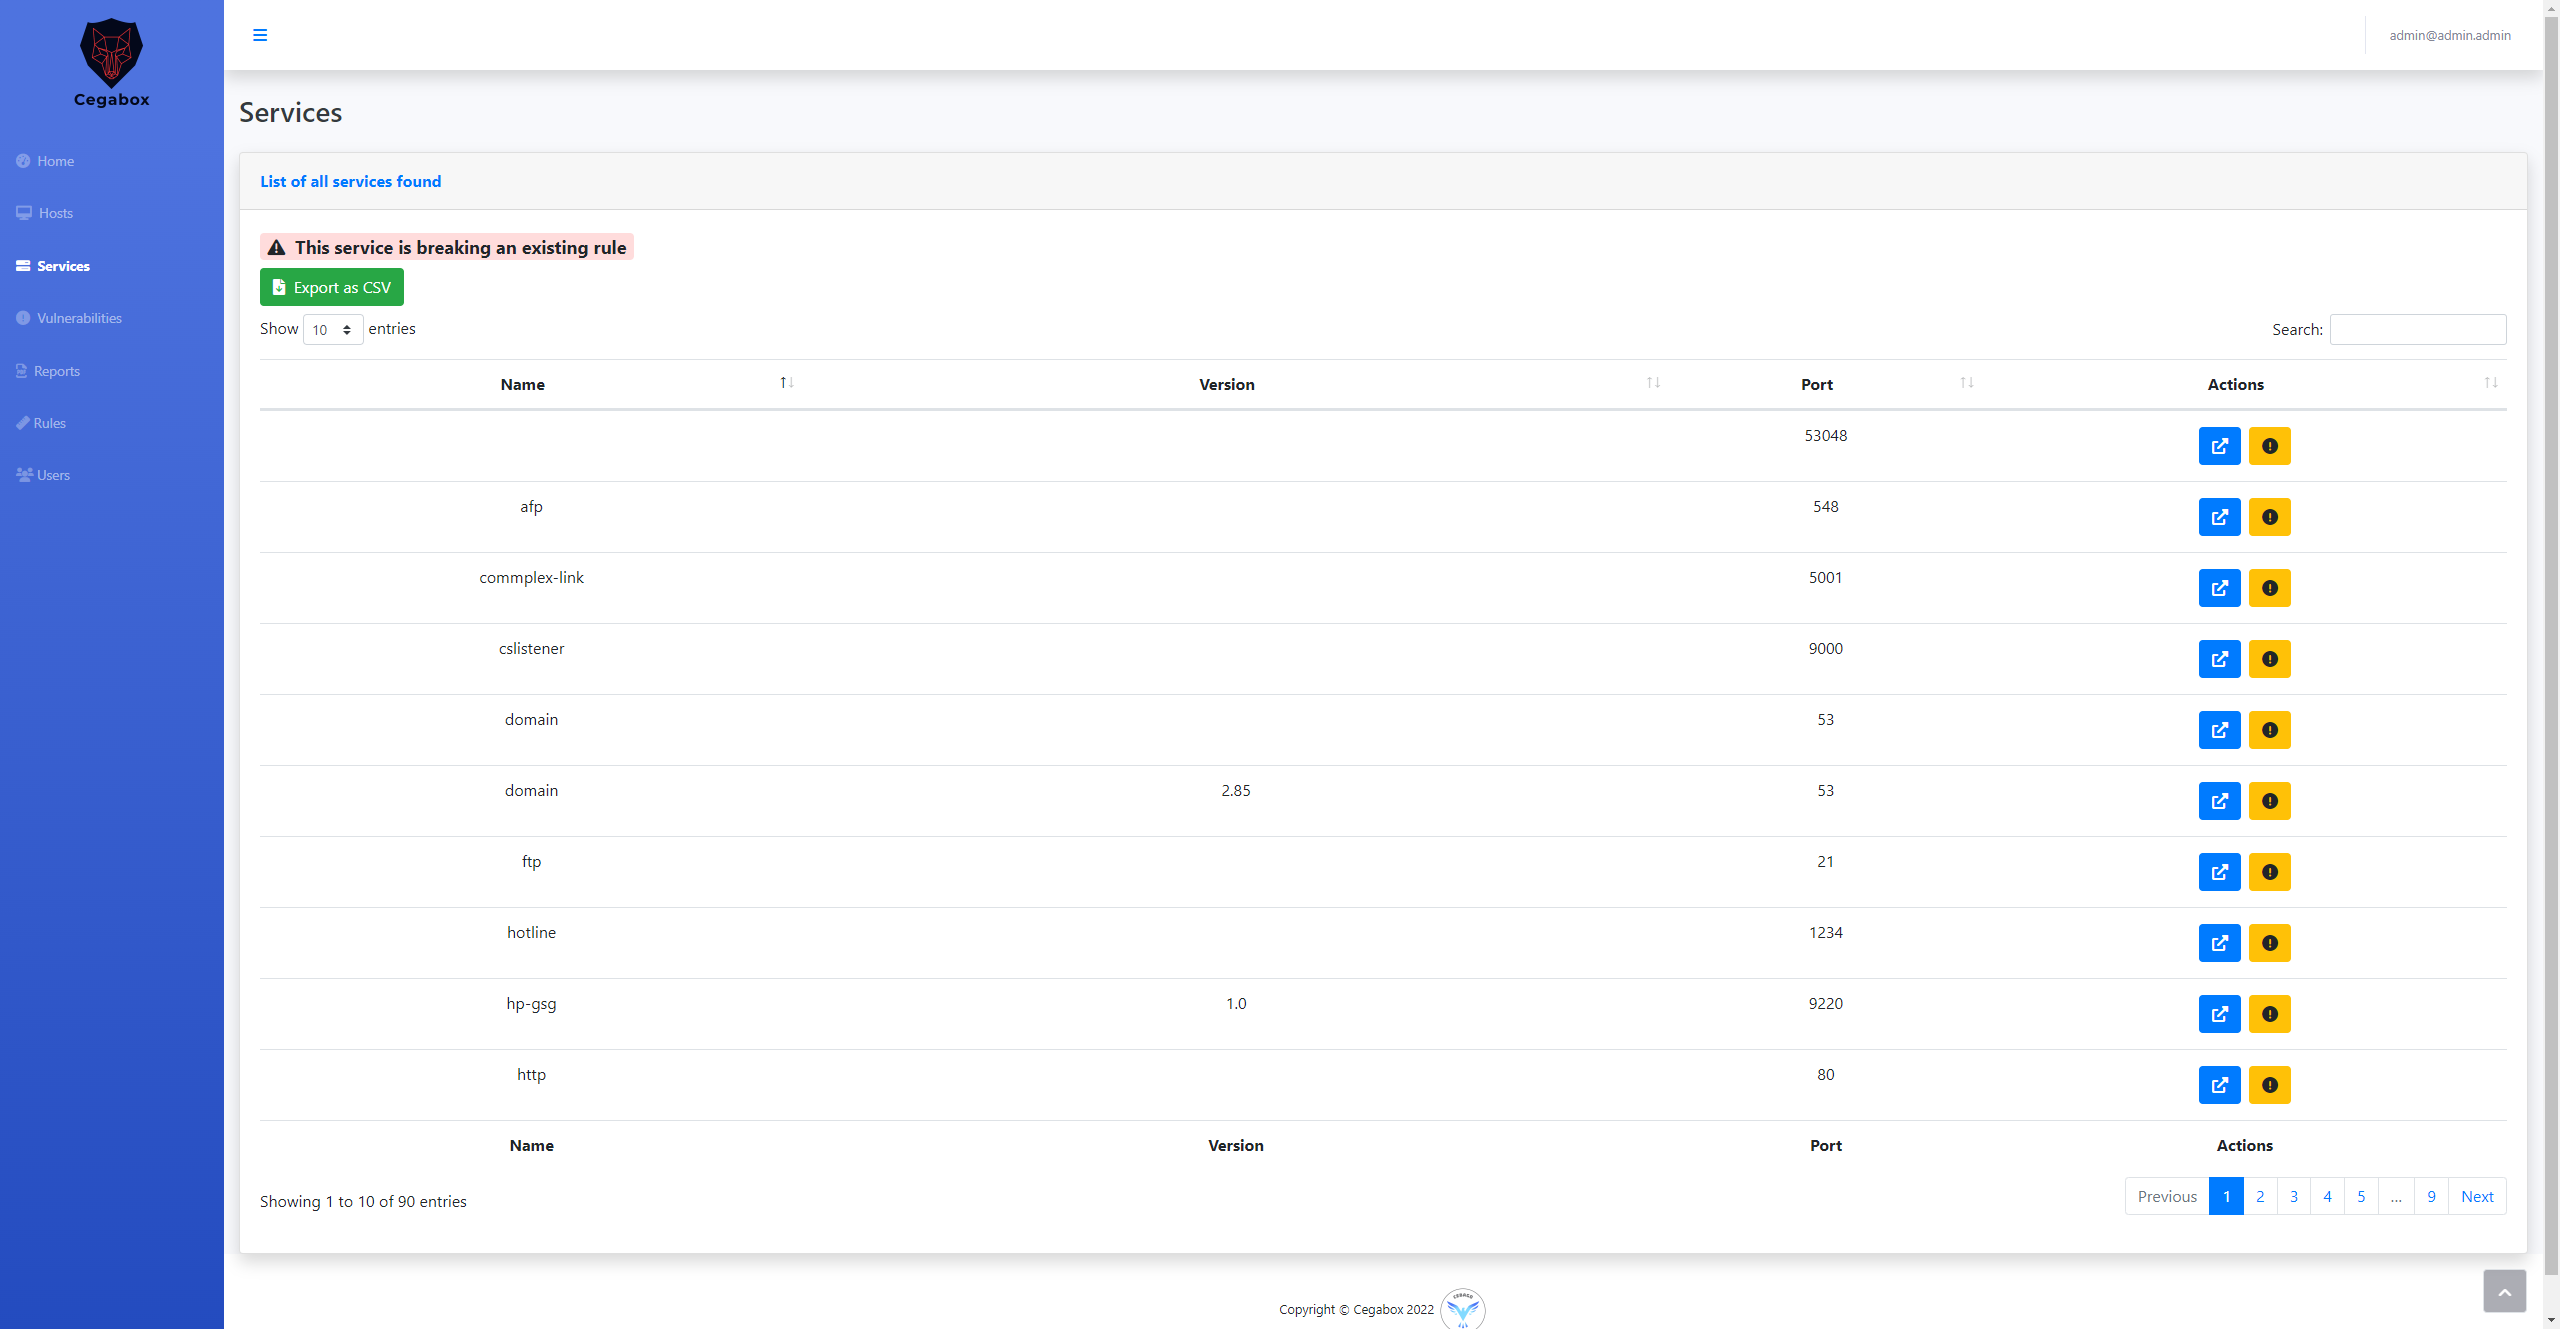 Cegabox
admin@admin.admin
Home
Hosts
Services
Vulnerabilities
Reports
Rules
Users
Services
List of all services found
This service is breaking an existing rule
Export as CSV
Show 10 entries
Search:
Name Version Port Actions
53048
afp 548
commplex-link 5001
cslistener 9000
domain 53
domain 2.85 53
ftp 21
hotline 1234
hp-gsg 1.0 9220
http 80
Name Version Port Actions
Showing 1 to 10 of 90 entries
Previous 1 2 3 4 5 ... 9 Next
Copyright © Cegabox 2022